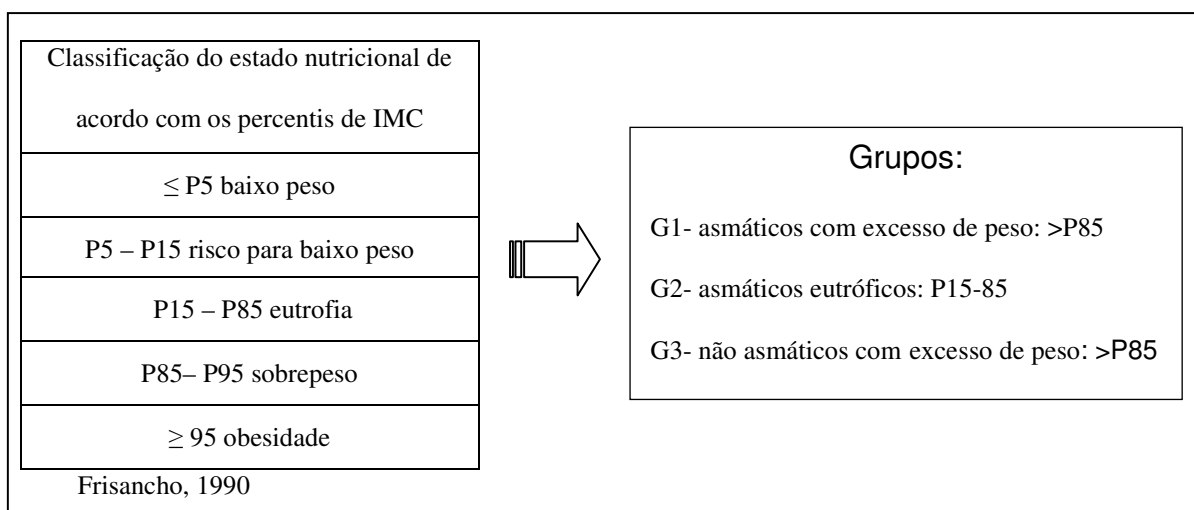 Classificação do estado nutricional de
acordo com os percentis de IMC
≤ P5 baixo peso
P5 – P15 risco para baixo peso
P15 – P85 eutrofia
P85– P95 sobrepeso
≥ 95 obesidade
Frisancho, 1990
Grupos:
G1- asmáticos com excesso de peso: >P85
G2- asmáticos eutróficos: P15-85
G3- não asmáticos com excesso de peso: >P85